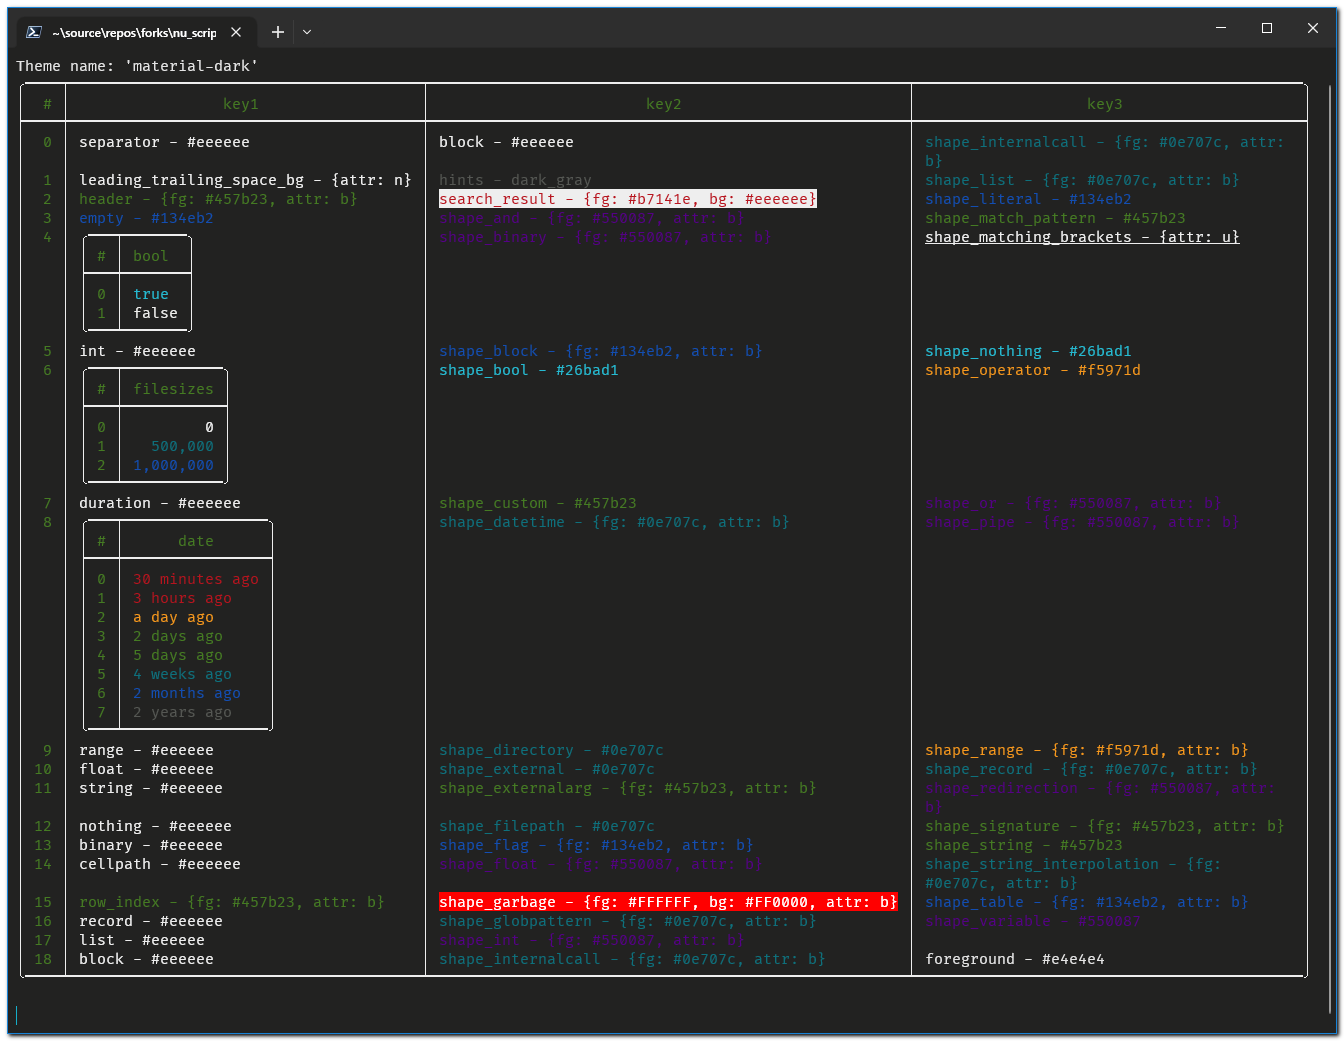 ~\source\repos\forks\nu_scrip
Theme name: 'material-dark'
# key1 key2 key3
0 separator - #eeeeee block - #eeeeee shape_internalcall - {fg: #0e707c, attr:
b}
1 leading_trailing_space_bg - {attr: n} hints - dark_gray shape_list - {fg: #0e707c, attr: b}
2 header - {fg: #457b23, attr: b} search_result - {fg: #b7141e, bg: #eeeeee} shape_literal - #134eb2
3 empty - #134eb2 shape_and - {fg: #550087, attr: b} shape_match_pattern - #457b23
4 shape_binary - {fg: #550087, attr: b} shape_matching_brackets - {attr: u}
# bool
0 true
1 false
5 int - #eeeeee shape_block - {fg: #134eb2, attr: b} shape_nothing - #26bad1
6 shape_bool - #26bad1 shape_operator - #f5971d
# filesizes
0 0
1 500,000
2 1,000,000
7 duration - #eeeeee shape_custom - #457b23 shape_or - {fg: #550087, attr: b}
8 shape_datetime - {fg: #0e707c, attr: b} shape_pipe - {fg: #550087, attr: b}
# date
0 30 minutes ago
1 3 hours ago
2 a day ago
3 2 days ago
4 5 days ago
5 4 weeks ago
6 2 months ago
7 2 years ago
9 range - #eeeeee shape_directory - #0e707c shape_range - {fg: #f5971d, attr: b}
10 float - #eeeeee shape_external - #0e707c shape_record - {fg: #0e707c, attr: b}
11 string - #eeeeee shape_externalarg - {fg: #457b23, attr: b} shape_redirection - {fg: #550087, attr:
b}
12 nothing - #eeeeee shape_filepath - #0e707c shape_signature - {fg: #457b23, attr: b}
13 binary - #eeeeee shape_flag - {fg: #134eb2, attr: b} shape_string - #457b23
14 cellpath - #eeeeee shape_float - {fg: #550087, attr: b} shape_string_interpolation - {fg:
#0e707c, attr: b}
15 row_index - {fg: #457b23, attr: b} shape_garbage - {fg: #FFFFFF, bg: #FF0000, attr: b} shape_table - {fg: #134eb2, attr: b}
16 record - #eeeeee shape_globpattern - {fg: #0e707c, attr: b} shape_variable - #550087
17 list - #eeeeee shape_int - {fg: #550087, attr: b}
18 block - #eeeeee shape_internalcall - {fg: #0e707c, attr: b} foreground - #e4e4e4